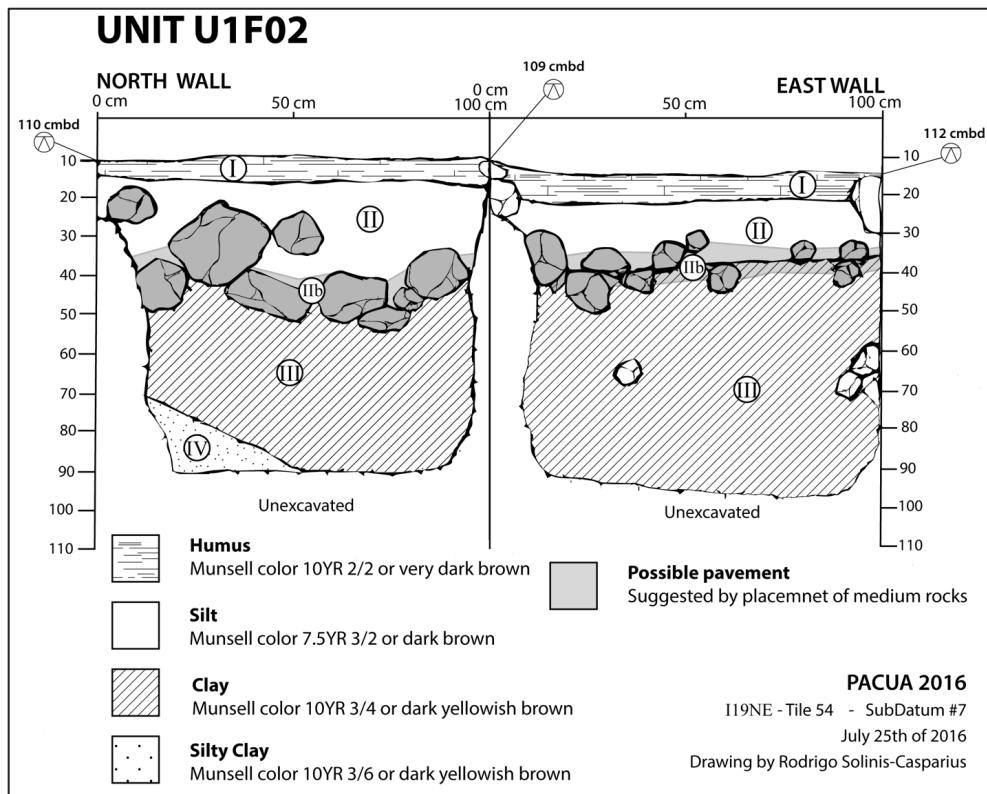 UNIT U1F02
NORTH WALL
109 cmbd
EAST WALL
0 cm 50 cm 100 cm
0 cm 50 cm 100 cm
110 cmbd
112 cmbd
10 10
20 20
30 30
40 40
50 50
60 60
70 70
80 80
90 90
100 100
110 110
I I
II II
IIb IIb
III III
IV
Unexcavated Unexcavated
Humus
Munsell color 10YR 2/2 or very dark brown
Silt
Munsell color 7.5YR 3/2 or dark brown
Clay
Munsell color 10YR 3/4 or dark yellowish brown
Silty Clay
Munsell color 10YR 3/6 or dark yellowish brown
Possible pavement
Suggested by placemnet of medium rocks
PACUA 2016
I19NE - Tile 54 - SubDatum #7
July 25th of 2016
Drawing by Rodrigo Solinis-Casparius